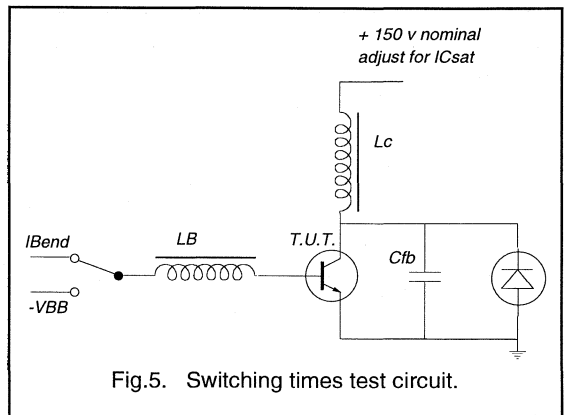 + 150 v nominal
adjust for ICsat
Lc
IBend
LB
T.U.T.
Cfb
-VBB
Fig.5. Switching times test circuit.